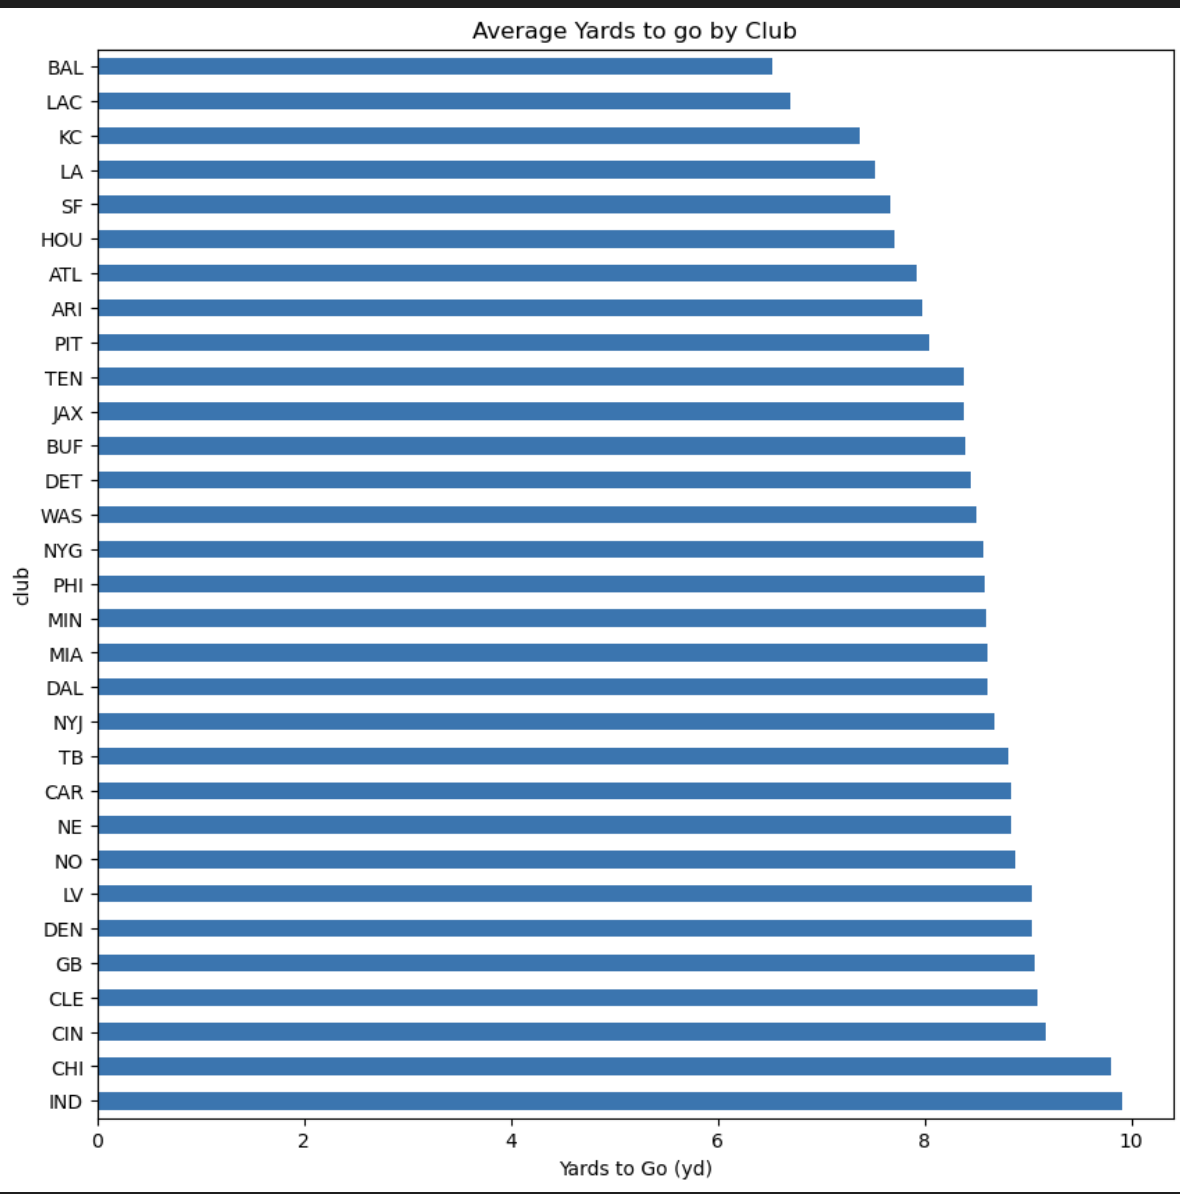 Average Yards to go by Club
BAL
LAC
KC
LA
SF
HOU
ATL
ARI
PIT
TEN
JAX
BUF
DET
WAS
NYG
PHI
MIN
MIA
DAL
NYJ
TB
CAR
NE
NO
LV
DEN
GB
CLE
CIN
CHI
IND
club
0 2 4 6 8 10
Yards to Go (yd)